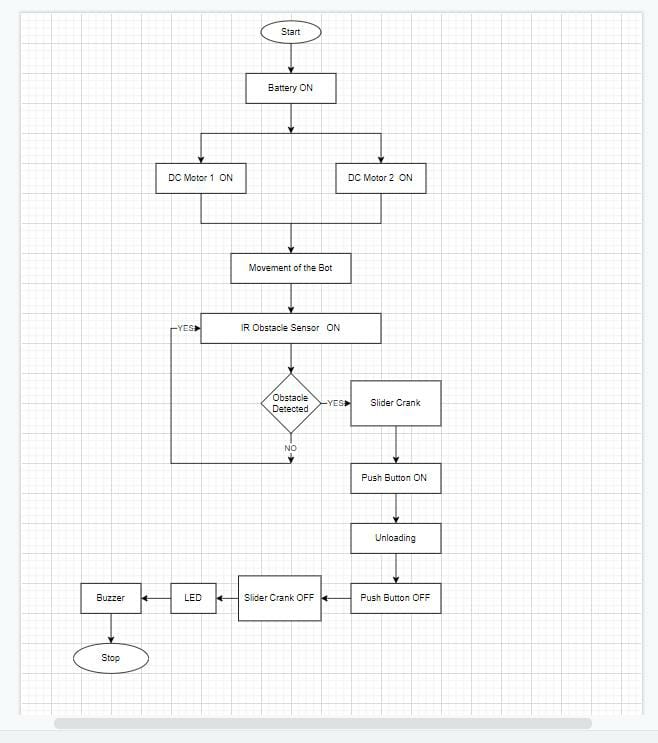 Start
Battery ON
DC Motor 1 ON
DC Motor 2 ON
Movement of the Bot
YES
IR Obstacle Sensor ON
Obstacle
Detected
YES
Slider Crank
NO
Push Button ON
Unloading
Buzzer
LED
Slider Crank OFF
Push Button OFF
Stop